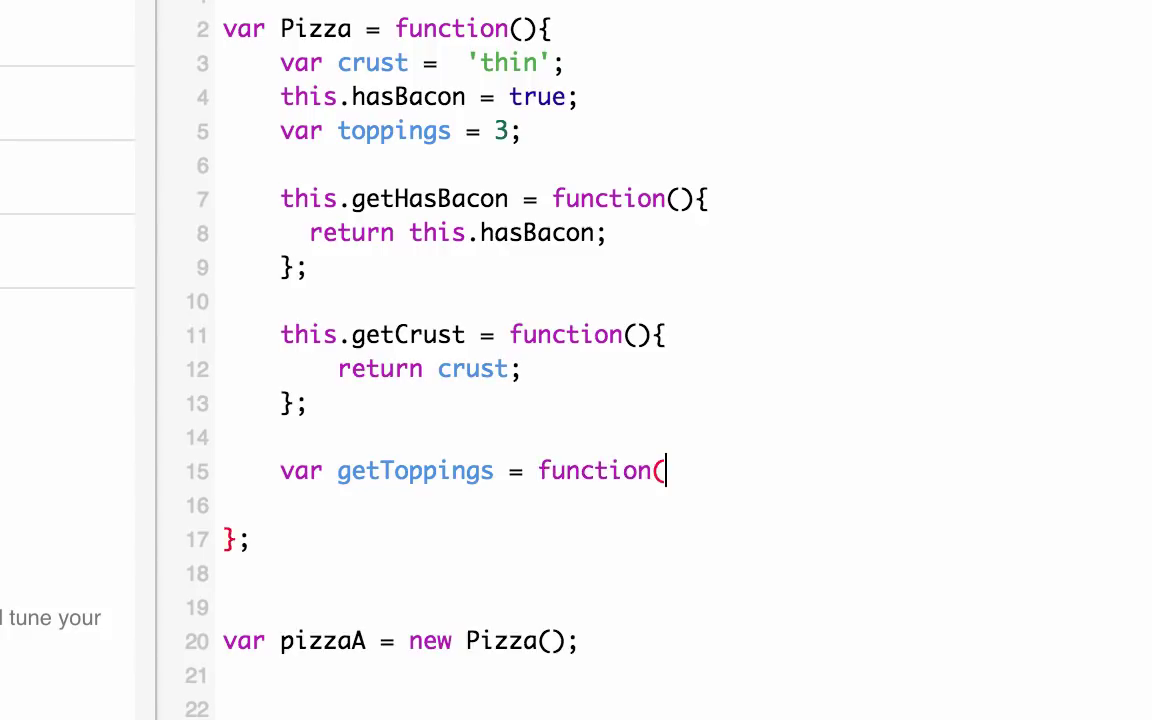 2 var Pizza = function(){
3 var crust =  'thin';
4 this.hasBacon = true;
5 var toppings = 3;
6
7 this.getHasBacon = function(){
8 return this.hasBacon;
9 };
10
11 this.getCrust = function(){
12 return crust;
13 };
14
15 var getToppings = function(
16
17 };
18
19
l tune your
20 var pizzaA = new Pizza();
21
22